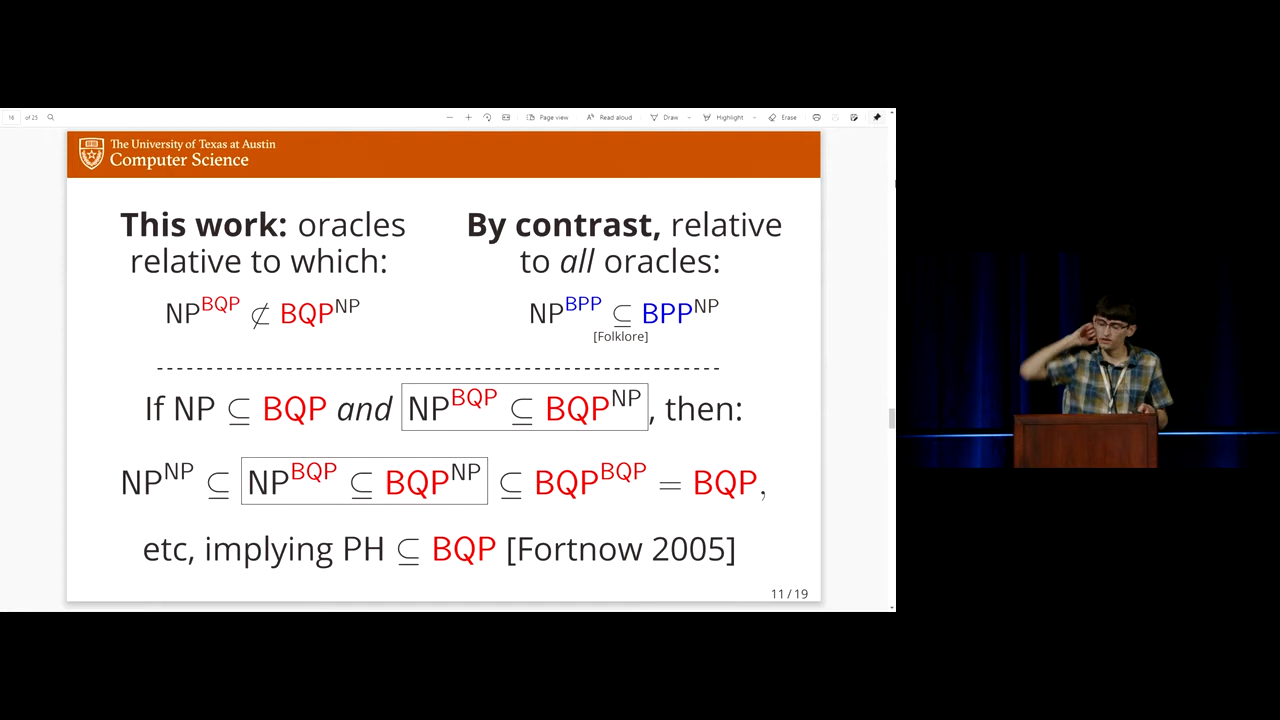 16 of 25 Page view Read aloud Draw Highlight Erase
The University of Texas at Austin
Computer Science
This work: oracles
relative to which:
NP^BQP ⊄ BQP^NP
By contrast, relative
to all oracles:
NP^BPP ⊆ BPP^NP
[Folklore]
If NP ⊆ BQP and NP^BQP ⊆ BQP^NP, then:
NP^NP ⊆ NP^BQP ⊆ BQP^NP ⊆ BQP^BQP = BQP,
etc, implying PH ⊆ BQP [Fortnow 2005]
11 / 19